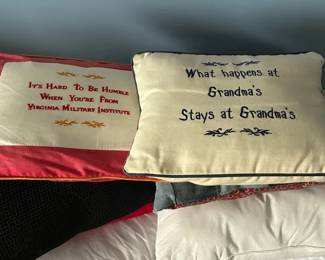 It's Hard To Be Humble
When You're From
Virginia Military Institute
What happens at
Grandma's
Stays at Grandma's